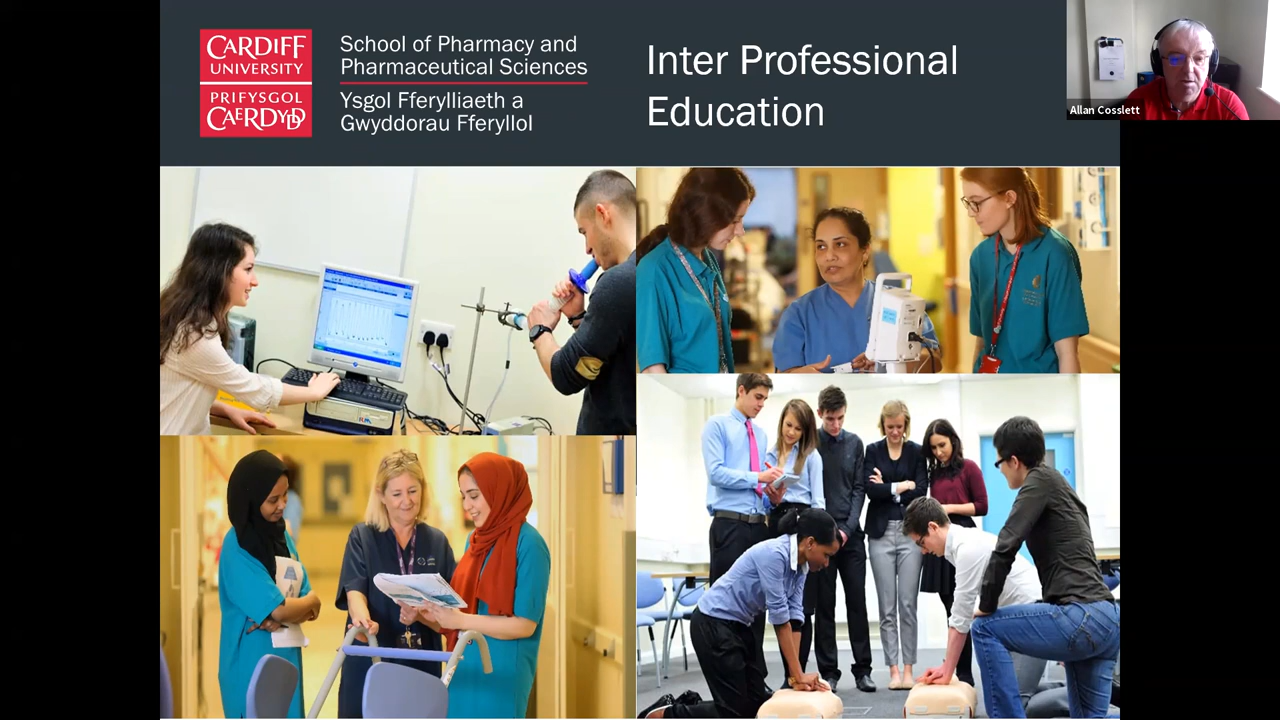 CARDIFF
UNIVERSITY
PRIFYSGOL
CAERDYDD
School of Pharmacy and
Pharmaceutical Sciences
Ysgol Fferylliaeth a
Gwyddorau Fferyllol
Inter Professional
Education
Allan Cosslett